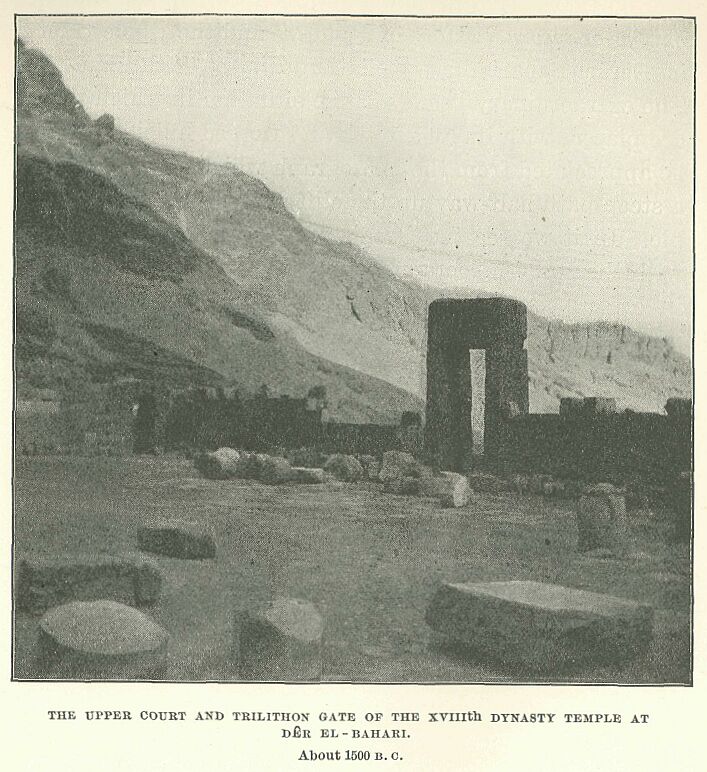 THE UPPER COURT AND TRILITHON GATE OF THE XVIIIth DYNASTY TEMPLE AT
DÊR EL-BAHARI.
About 1500 B.C.